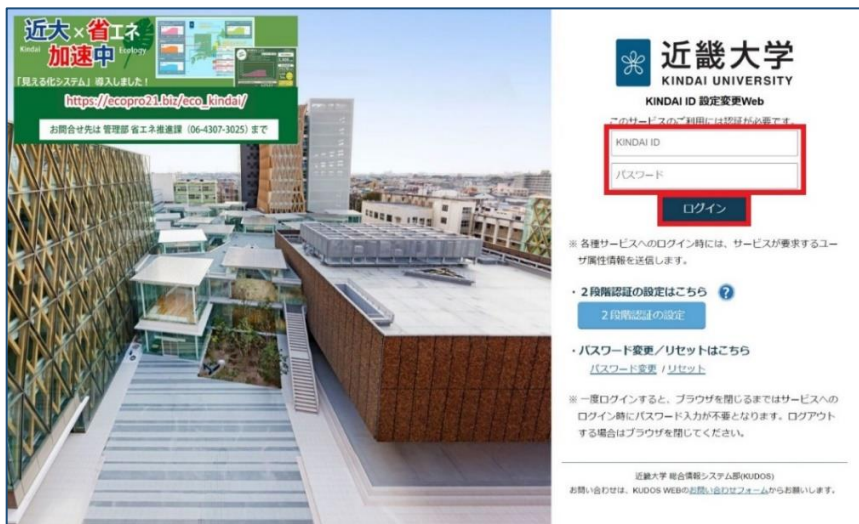 近大×省エネ
Kindai
Ecology
加速中
「見える化システム」導入しました！
https://ecopro21.biz/eco_kindai/
お問合せ先は 管理部 省エネ推進課（06-4307-3025）まで
近畿大学
KINDAI UNIVERSITY
KINDAI ID 設定変更Web
このサービスのご利用には認証が必要です。
KINDAI ID
パスワード
ログイン
※ 各種サービスへのログイン時には、サービスが要求するユー
ザ属性情報を送信します。
・２段階認証の設定はこちら ?
２段階認証の設定
・パスワード変更／リセットはこちら
パスワード変更 / リセット
※ 一度ログインすると、ブラウザを閉じるまではサービスへの
ログイン時にパスワード入力が不要となります。ログアウト
する場合はブラウザを閉じてください。
近畿大学 総合情報システム部(KUDOS)
お問い合わせは、KUDOS WEBのお問い合わせフォームからお願いします。